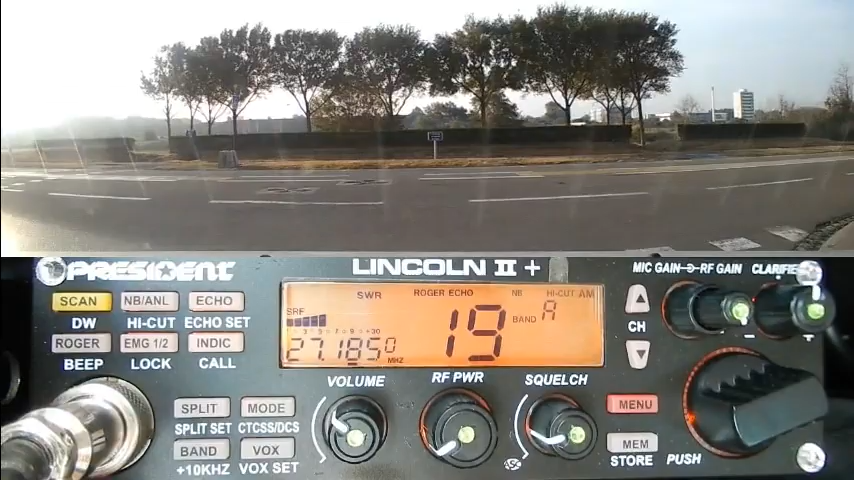 PRESIDENT
LINCOLN II +
MIC GAIN RF GAIN CLARIFIER
SCAN NB/ANL ECHO
DW HI-CUT ECHO SET
ROGER EMG 1/2 INDIC
BEEP LOCK CALL
SWR ROGER ECHO NB HI-CUT AM
SRF
27.1850 MHZ
19
BAND A
CH
- +
VOLUME RF PWR SQUELCH
SPLIT MODE
SPLIT SET CTCSS/DCS
BAND VOX
+10KHZ VOX SET
ASC
MENU
MEM
STORE PUSH